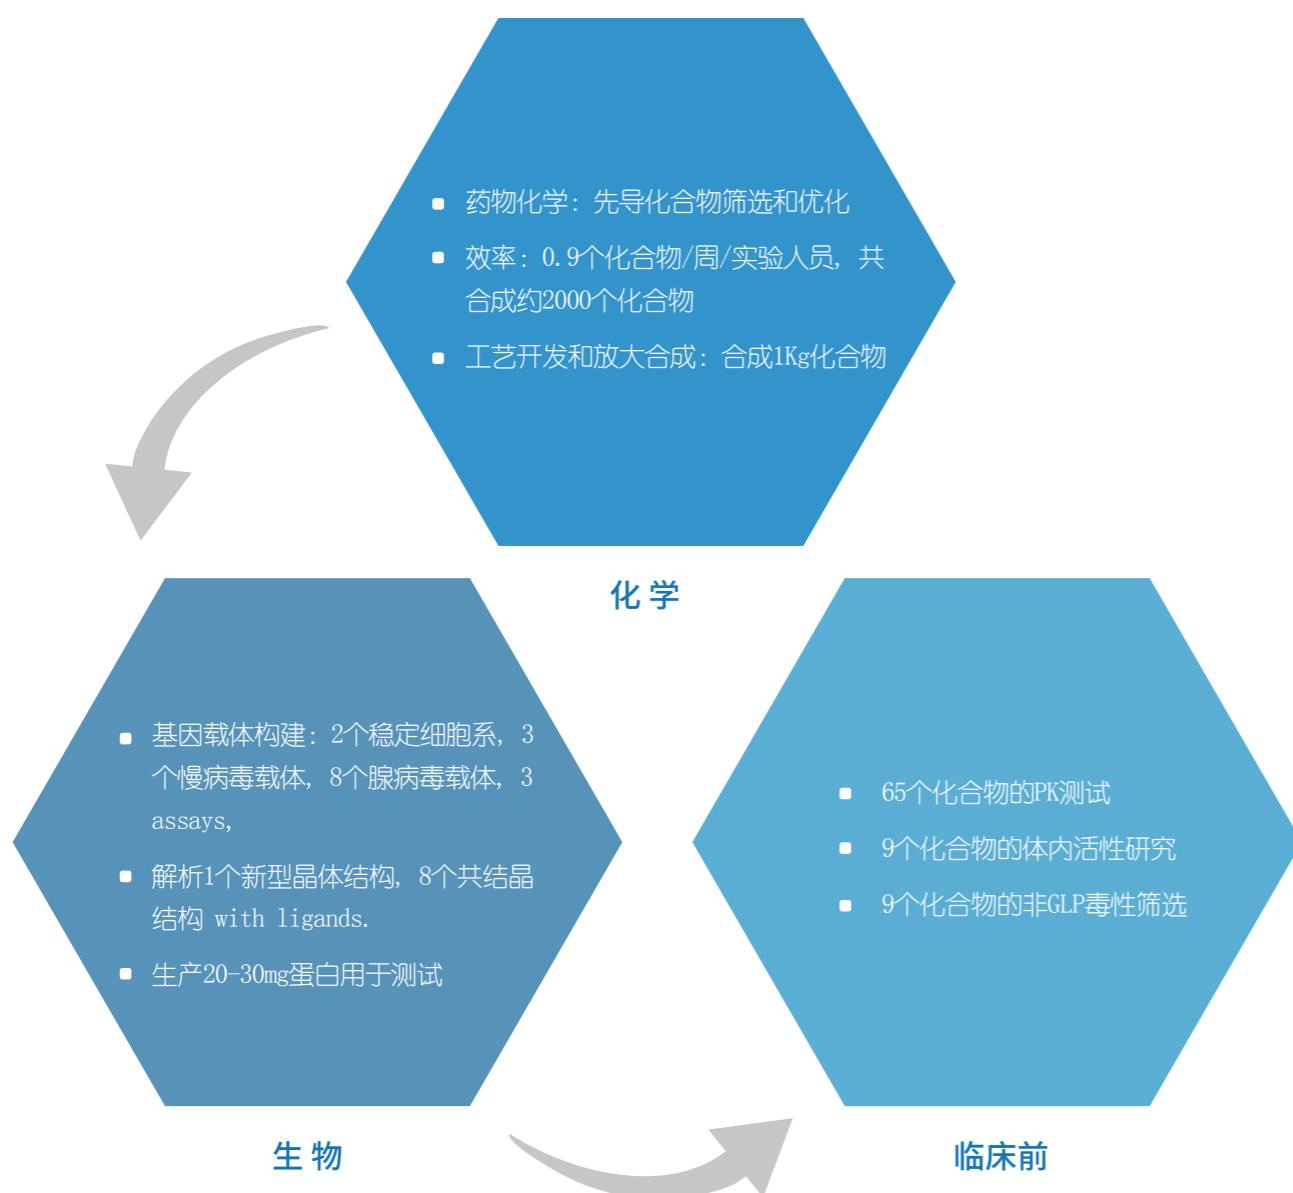 药物化学: 先导化合物筛选和优化
效率: 0.9个化合物/周/实验人员, 共
合成约2000个化合物
工艺开发和放大合成: 合成1Kg化合物
化学
基因载体构建: 2个稳定细胞系, 3
个慢病毒载体, 8个腺病毒载体, 3
assays,
解析1个新型晶体结构, 8个共结晶
结构 with ligands.
生产20-30mg蛋白用于测试
生物
65个化合物的PK测试
9个化合物的体内活性研究
9个化合物的非GLP毒性筛选
临床前